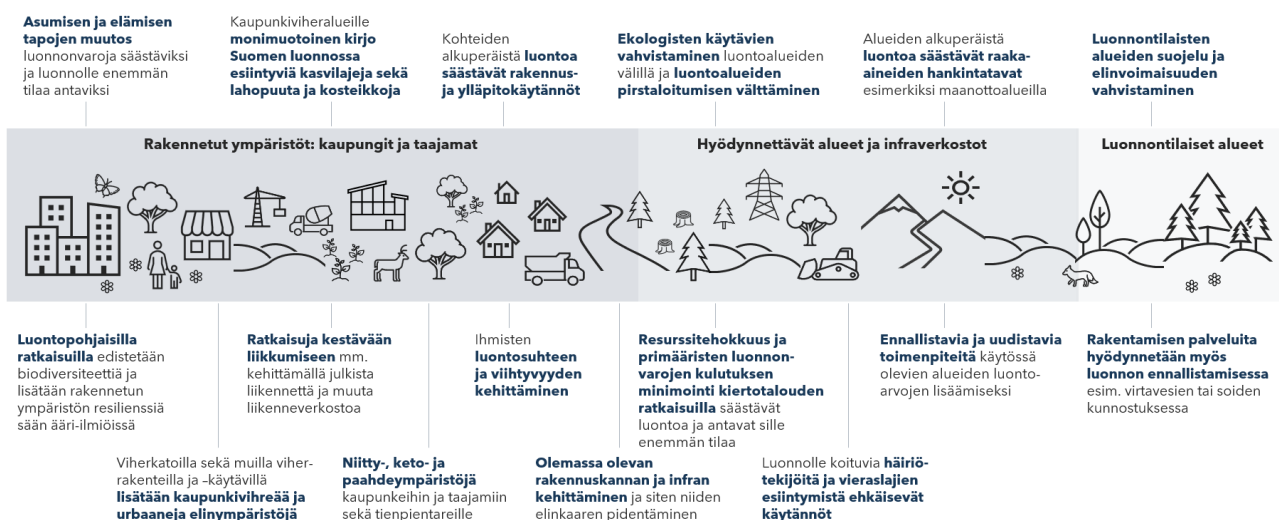 Asumisen ja elämisen
tapojen muutos
luonnonvaroja säästäviksi
ja luonnolle enemmän
tilaa antaviksi
Kaupunkiviheralueille
monimuotoinen kirjo
Suomen luonnossa
esiintyviä kasvilajeja sekä
lahopuuta ja kosteikkoja
Kohteiden
alkuperäistä luontoa
säästävät rakennus-
ja ylläpitokäytännöt
Ekologisten käytävien
vahvistaminen luontoalueiden
välillä ja luontoalueiden
pirstaloitumisen välttäminen
Alueiden alkuperäistä
luontoa säästävät raaka-
aineiden hankintatavat
esimerkiksi maanottoalueilla
Luonnontilaisten
alueiden suojelu ja
elinvoimaisuuden
vahvistaminen
Rakennetut ympäristöt: kaupungit ja taajamat
Hyödynnettävät alueet ja infraverkostot
Luonnontilaiset alueet
Luontopohjaisilla
ratkaisuilla edistetään
biodiversiteettiä ja
lisätään rakennetun
ympäristön resilienssiä
sään ääri-ilmiöissä
Ratkaisuja kestävään
liikkumiseen mm.
kehittämällä julkista
liikennettä ja muuta
liikenneverkostoa
Ihmisten
luontosuhteen
ja viihtyvyyden
kehittäminen
Resurssitehokkuus ja
primääristen luonnon-
varojen kulutuksen
minimointi kiertotalouden
ratkaisuilla säästävät
luontoa ja antavat sille
enemmän tilaa
Ennallistavia ja uudistavia
toimenpiteitä käytössä
olevien alueiden luonto-
arvojen lisäämiseksi
Rakentamisen palveluita
hyödynnetään myös
luonnon ennallistamisessa
esim. virtavesien tai soiden
kunnostuksessa
Viherkatoilla sekä muilla viher-
rakenteilla ja –käytävillä
lisätään kaupunkivihreää ja
urbaaneja elinympäristöjä
Niitty-, keto- ja
paahdeympäristöjä
kaupunkeihin ja taajamiin
sekä tienpientareille
Olemassa olevan
rakennuskannan ja infran
kehittäminen ja siten niiden
elinkaaren pidentäminen
Luonnolle koituvia häiriö-
tekijöitä ja vieraslajien
esiintymistä ehkäisevät
käytännöt